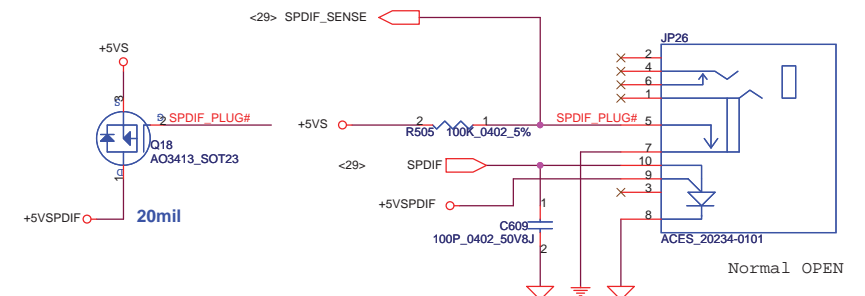 <29> SPDIF_SENSE
JP26
+5VS
2
4
6
1
S
3
G
2
SPDIF_PLUG#
Q18
AO3413_SOT23
D
1
+5VSPDIF
20mil
+5VS
2
1
R505 100K_0402_5%
SPDIF_PLUG#
5
7
<29> SPDIF
10
9
+5VSPDIF
3
8
1
C609
100P_0402_50V8J
2
ACES_20234-0101
Normal OPEN